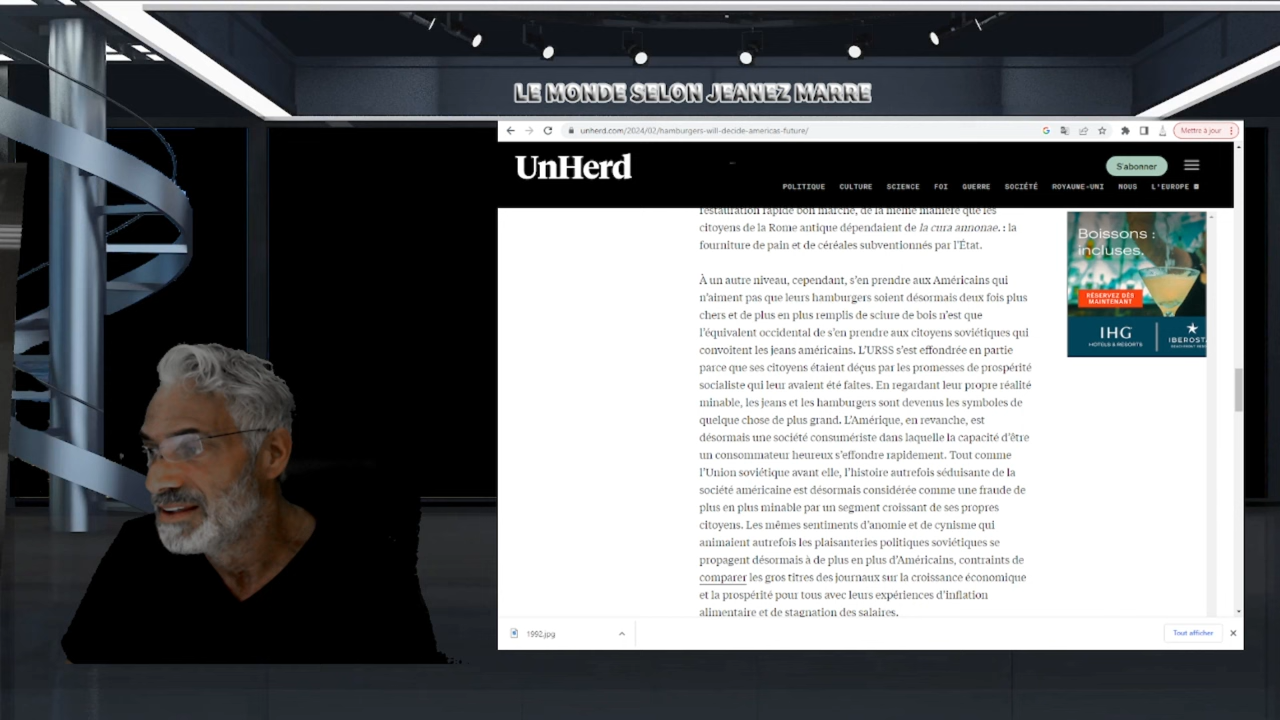 LE MONDE SELON JEANEZ MARRE
unherd.com/2024/02/hamburgers-will-decide-americas-future/
Mettre à jour
UnHerd
S'abonner
POLITIQUE CULTURE SCIENCE FOI GUERRE SOCIÉTÉ ROYAUME-UNI NOUS L'EUROPE
restauration rapide bon marché, de la même manière que les
citoyens de la Rome antique dépendaient de la cura annonae. : la
fourniture de pain et de céréales subventionnés par l'État.
À un autre niveau, cependant, s'en prendre aux Américains qui
n'aiment pas que leurs hamburgers soient désormais deux fois plus
chers et de plus en plus remplis de sciure de bois n'est que
l'équivalent occidental de s'en prendre aux citoyens soviétiques qui
convoitent les jeans américains. L'URSS s'est effondrée en partie
parce que ses citoyens étaient déçus par les promesses de prospérité
socialiste qui leur avaient été faites. En regardant leur propre réalité
minable, les jeans et les hamburgers sont devenus les symboles de
quelque chose de plus grand. L'Amérique, en revanche, est
désormais une société consumériste dans laquelle la capacité d'être
un consommateur heureux s'effondre rapidement. Tout comme
l'Union soviétique avant elle, l'histoire autrefois séduisante de la
société américaine est désormais considérée comme une fraude de
plus en plus minable par un segment croissant de ses propres
citoyens. Les mêmes sentiments d'anomie et de cynisme qui
animaient autrefois les plaisanteries politiques soviétiques se
propagent désormais à de plus en plus d'Américains, contraints de
comparer les gros titres des journaux sur la croissance économique
et la prospérité pour tous avec leurs expériences d'inflation
alimentaire et de stagnation des salaires.
Boissons :
incluses.
RÉSERVEZ DÈS
MAINTENANT
IHG
HOTELS & RESORTS
IBEROST
1992.jpg
Tout afficher